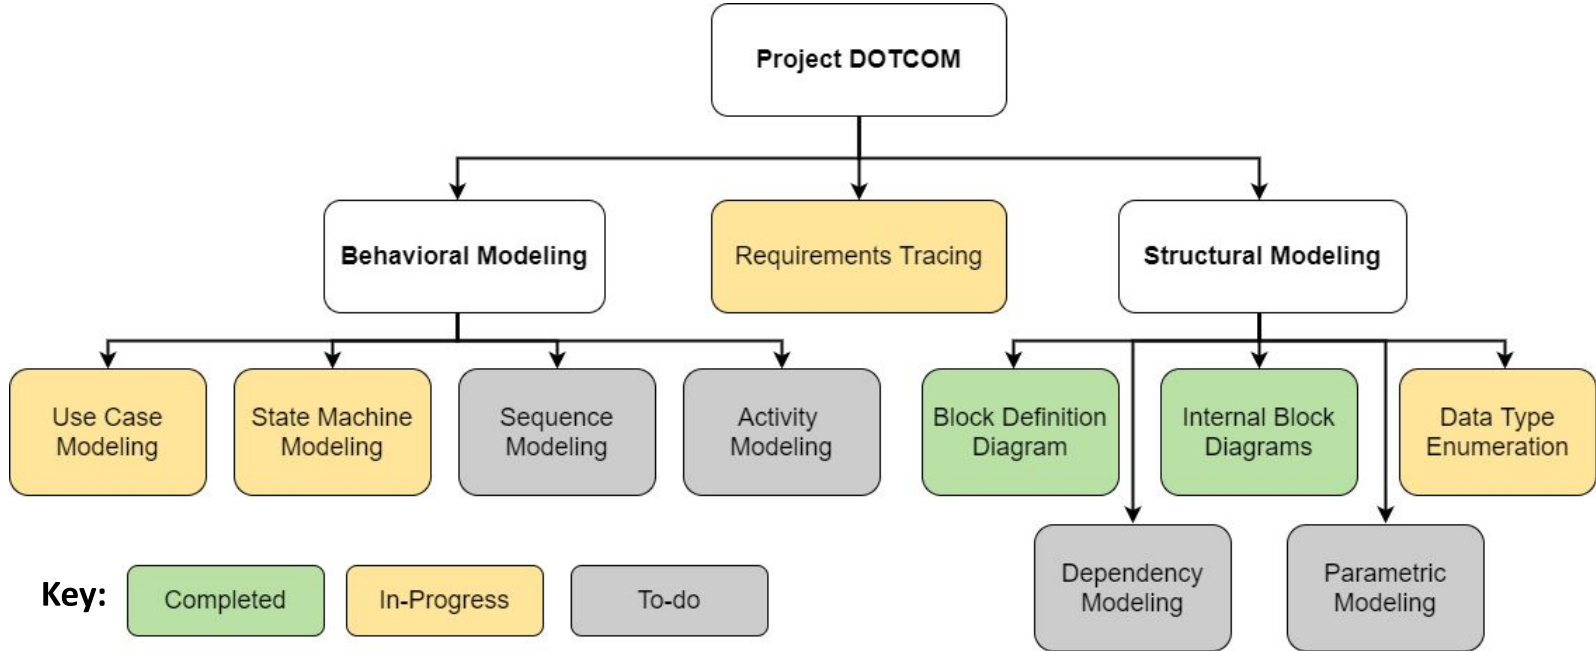 Project DOTCOM
Behavioral Modeling
Requirements Tracing
Structural Modeling
Use Case
Modeling
State Machine
Modeling
Sequence
Modeling
Activity
Modeling
Block Definition
Diagram
Internal Block
Diagrams
Data Type
Enumeration
Dependency
Modeling
Parametric
Modeling
Key:
Completed
In-Progress
To-do